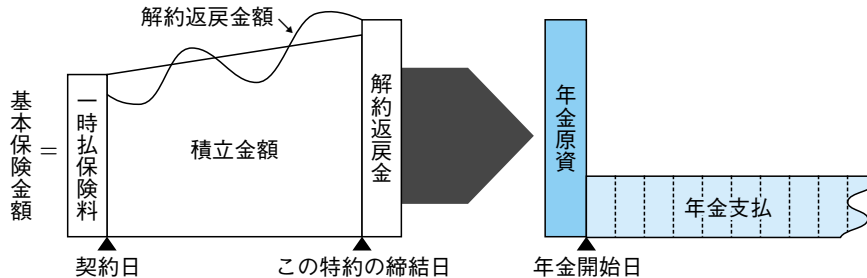 解約返戻金額
基本保険金額
＝
一時払保険料
積立金額
解約返戻金
年金原資
年金支払
契約日
この特約の締結日
年金開始日